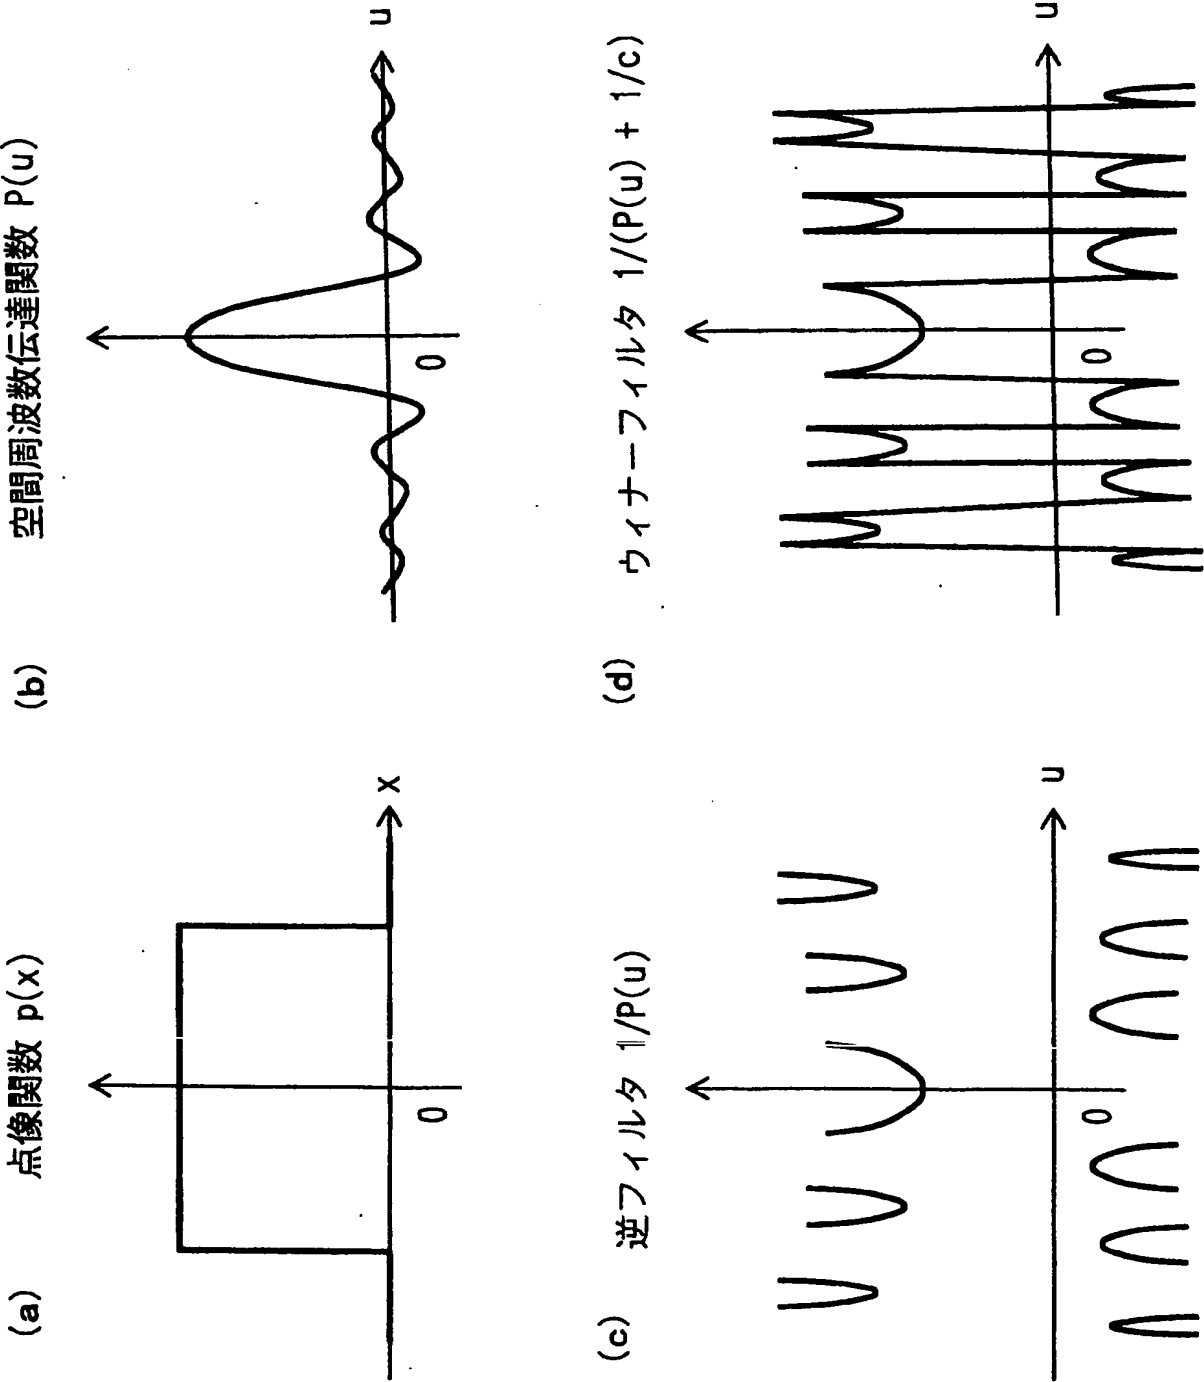 (a) 点像関数 p(x)
x
0
(b) 空間周波数伝達関数 P(u)
u
0
(c) 逆フィルタ 1/P(u)
u
0
(d) ウィナーフィルタ 1/(P(u) + 1/c)
u
0